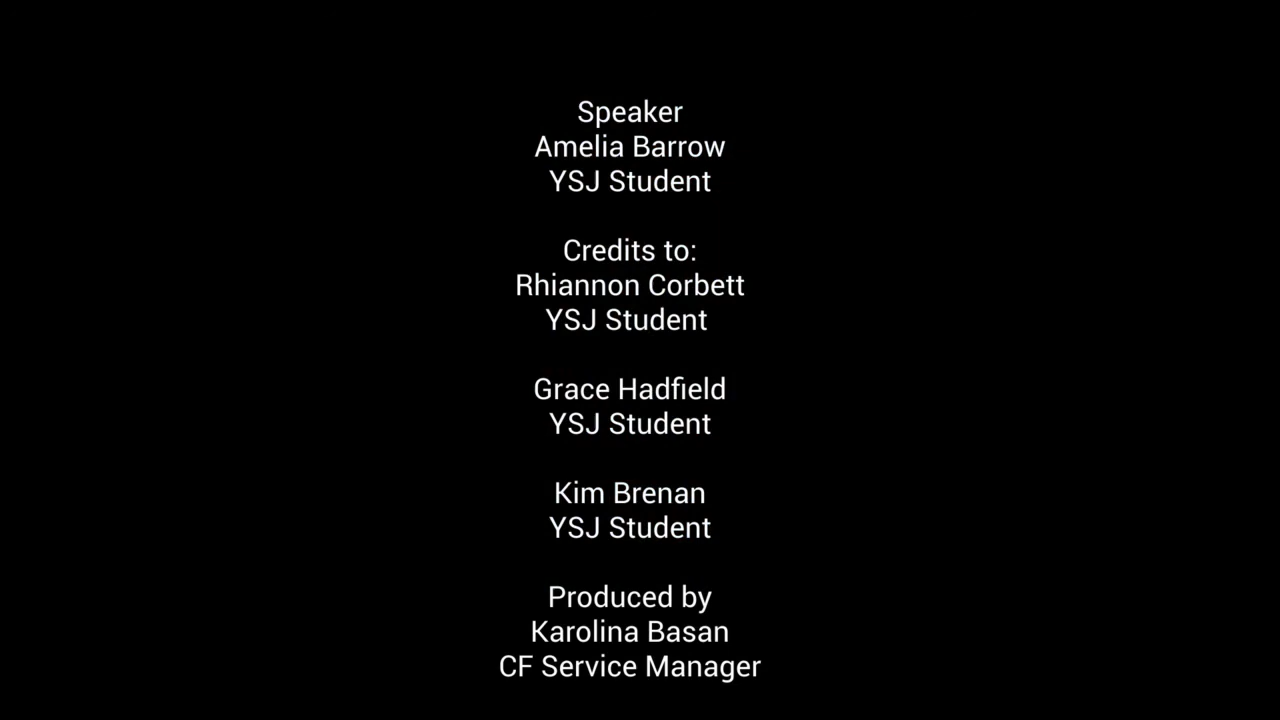 Speaker
Amelia Barrow
YSJ Student
Credits to:
Rhiannon Corbett
YSJ Student
Grace Hadfield
YSJ Student
Kim Brenan
YSJ Student
Produced by
Karolina Basan
CF Service Manager